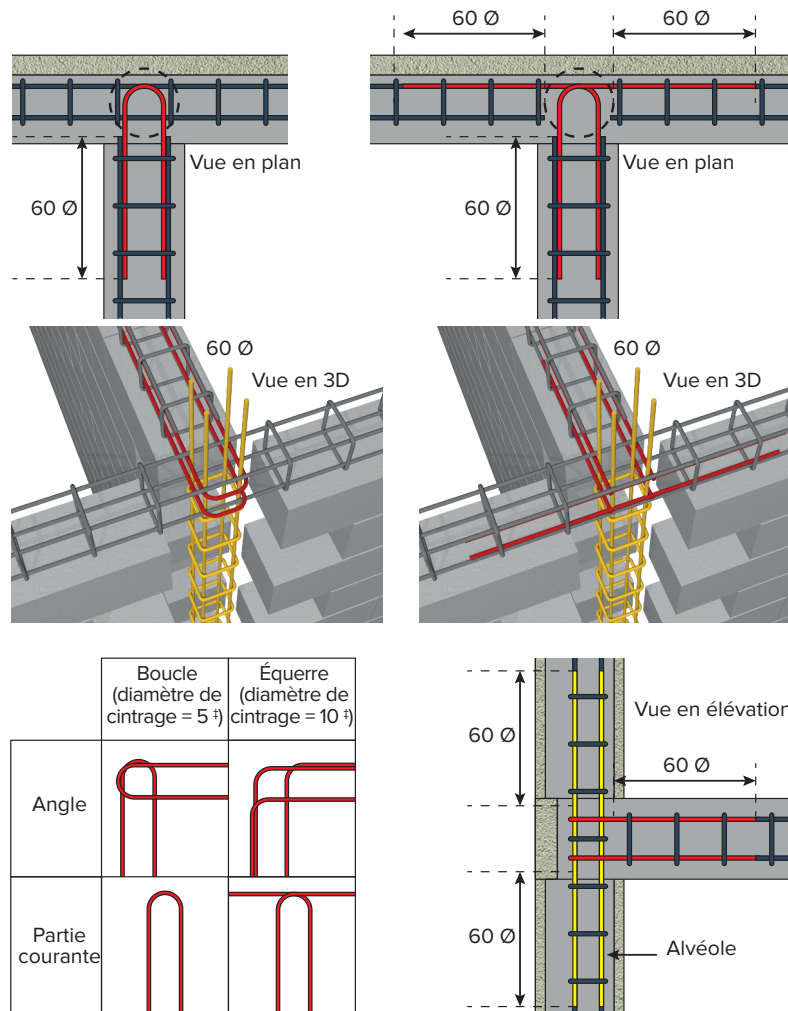 60 Ø
60 Ø
Vue en plan
60 Ø
Vue en plan
60 Ø
60 Ø
Vue en 3D
60 Ø
Vue en 3D
Boucle
(diamètre de
cintrage = 5 ‡)
Équerre
(diamètre de
cintrage = 10 ‡)
Angle
Partie
courante
Vue en élévation
60 Ø
60 Ø
60 Ø
Alvéole